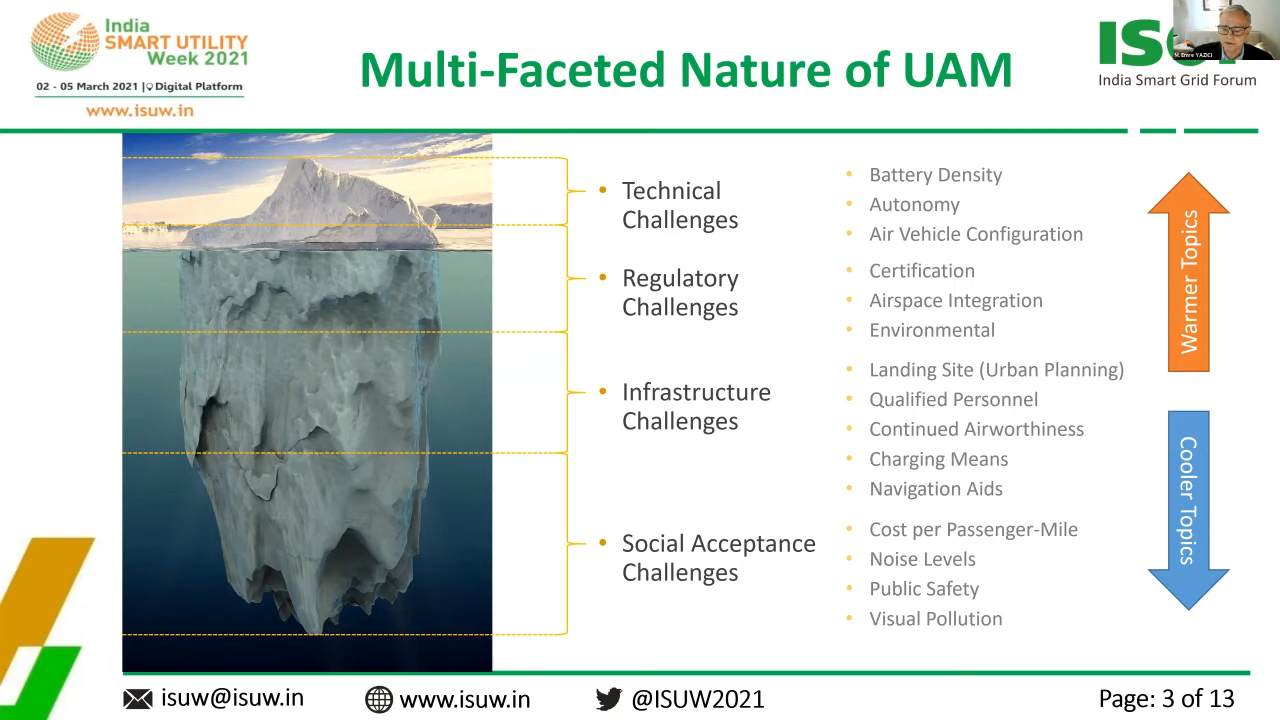 India
SMART UTILITY
Week 2021
02 - 05 March 2021 | Digital Platform
www.isuw.in
Multi-Faceted Nature of UAM
M. Emre YAZICI
India Smart Grid Forum
Technical
Challenges
• Battery Density
• Autonomy
• Air Vehicle Configuration
Regulatory
Challenges
• Certification
• Airspace Integration
• Environmental
Infrastructure
Challenges
• Landing Site (Urban Planning)
• Qualified Personnel
• Continued Airworthiness
• Charging Means
• Navigation Aids
Social Acceptance
Challenges
• Cost per Passenger-Mile
• Noise Levels
• Public Safety
• Visual Pollution
Warmer Topics
Cooler Topics
isuw@isuw.in
www.isuw.in
@ISUW2021
Page: 3 of 13